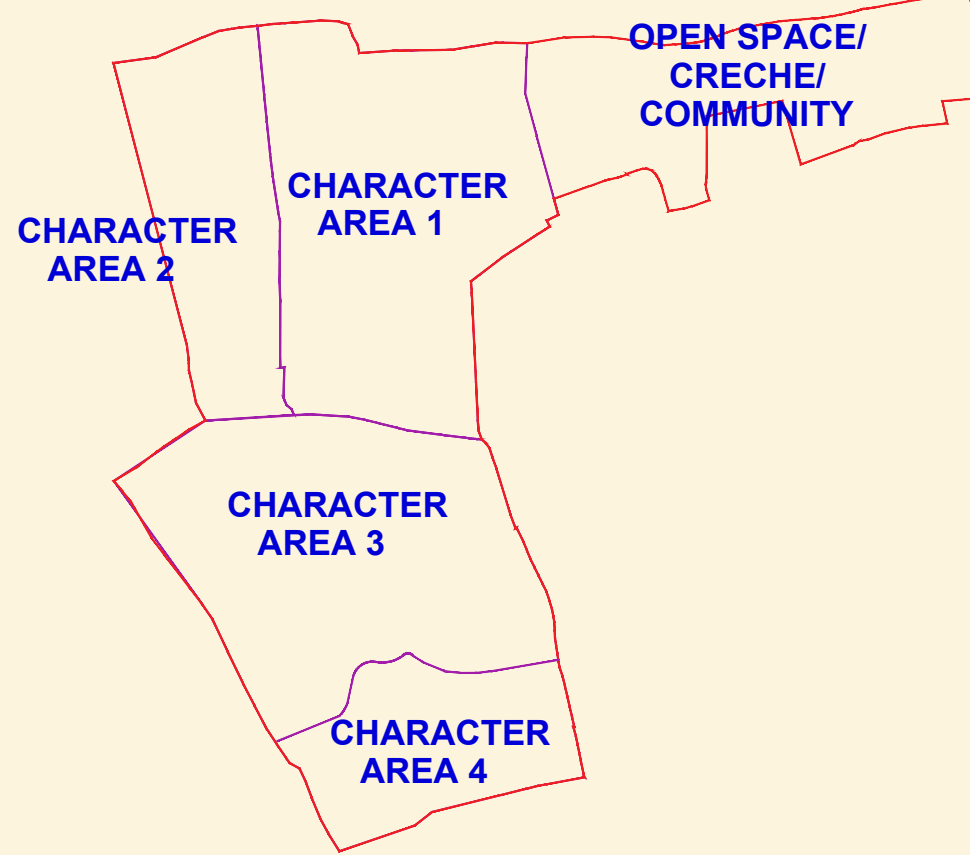 OPEN SPACE/
CRECHE/
COMMUNITY
CHARACTER
AREA 1
CHARACTER
AREA 2
CHARACTER
AREA 3
CHARACTER
AREA 4